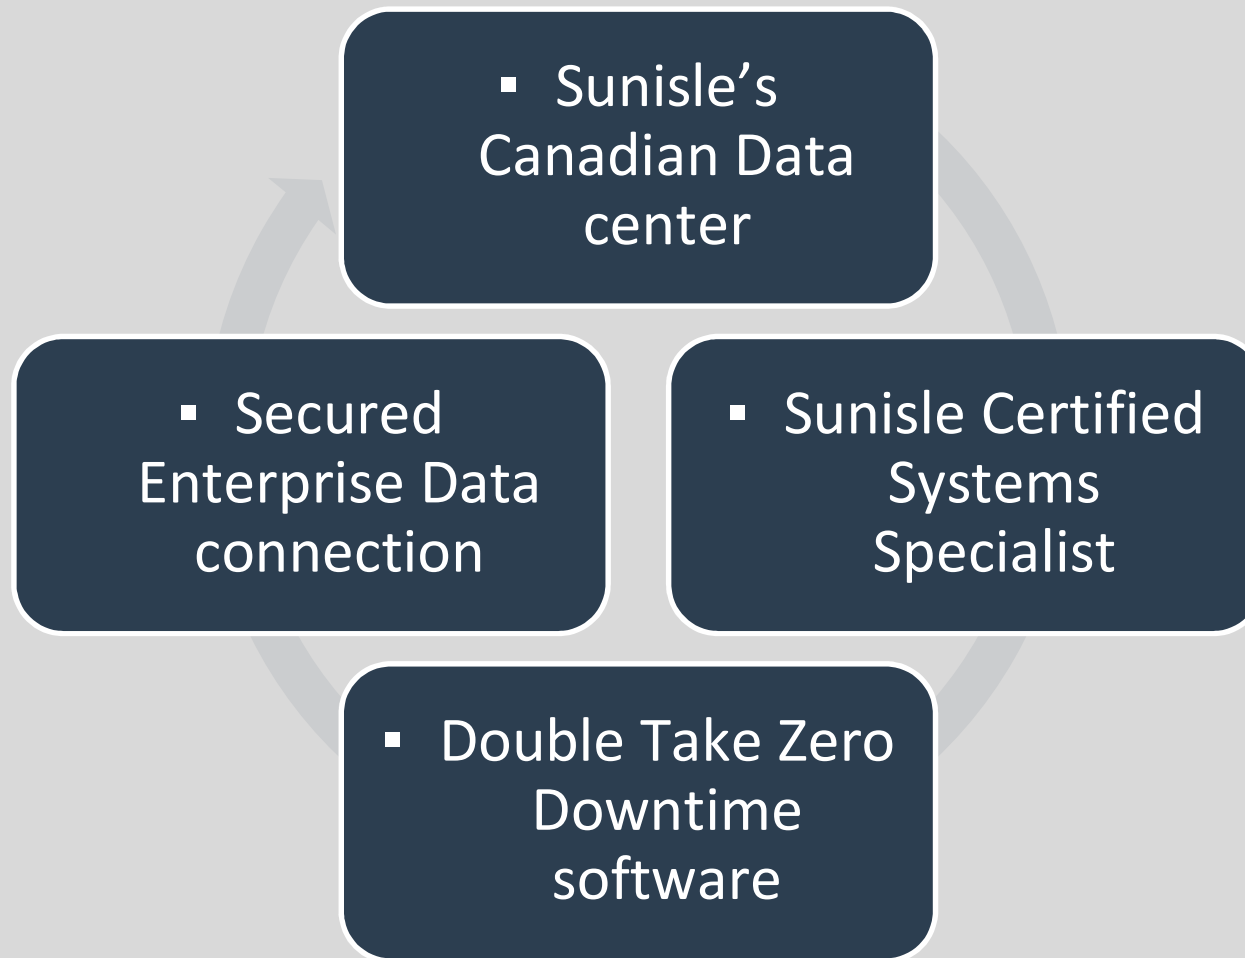 ▪ Sunisle’s
Canadian Data
center
▪ Secured
Enterprise Data
connection
▪ Sunisle Certified
Systems
Specialist
▪ Double Take Zero
Downtime
software